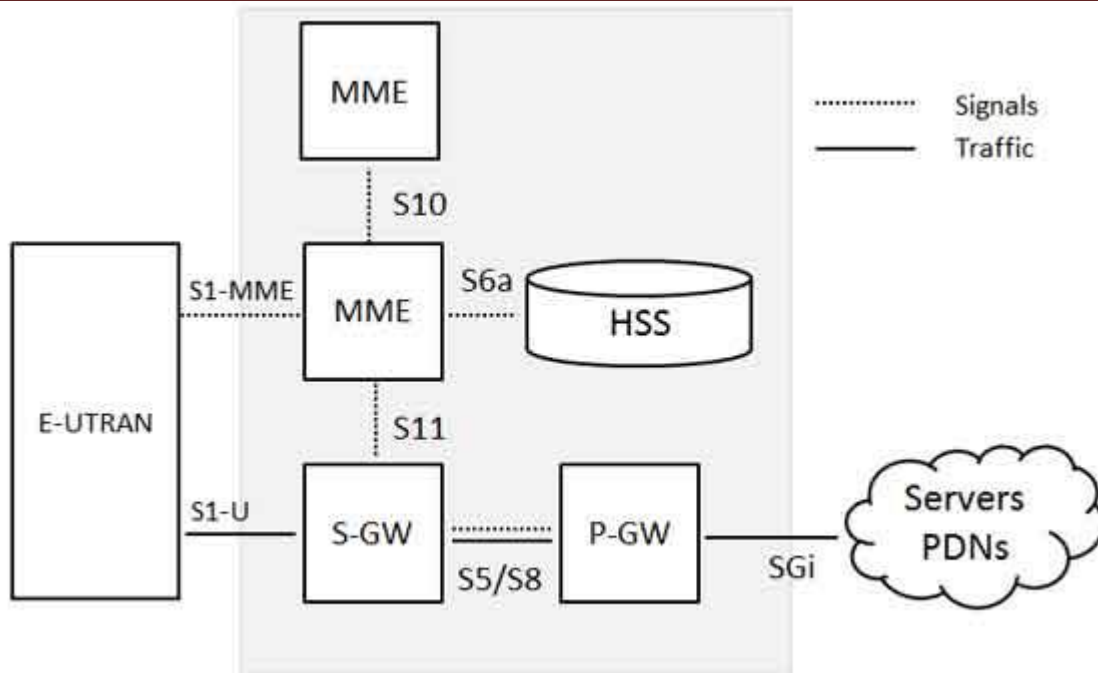 MME
Signals
Traffic
S10
S1-MME
MME
S6a
HSS
E-UTRAN
S11
S1-U
S-GW
S5/S8
P-GW
SGi
Servers
PDNs